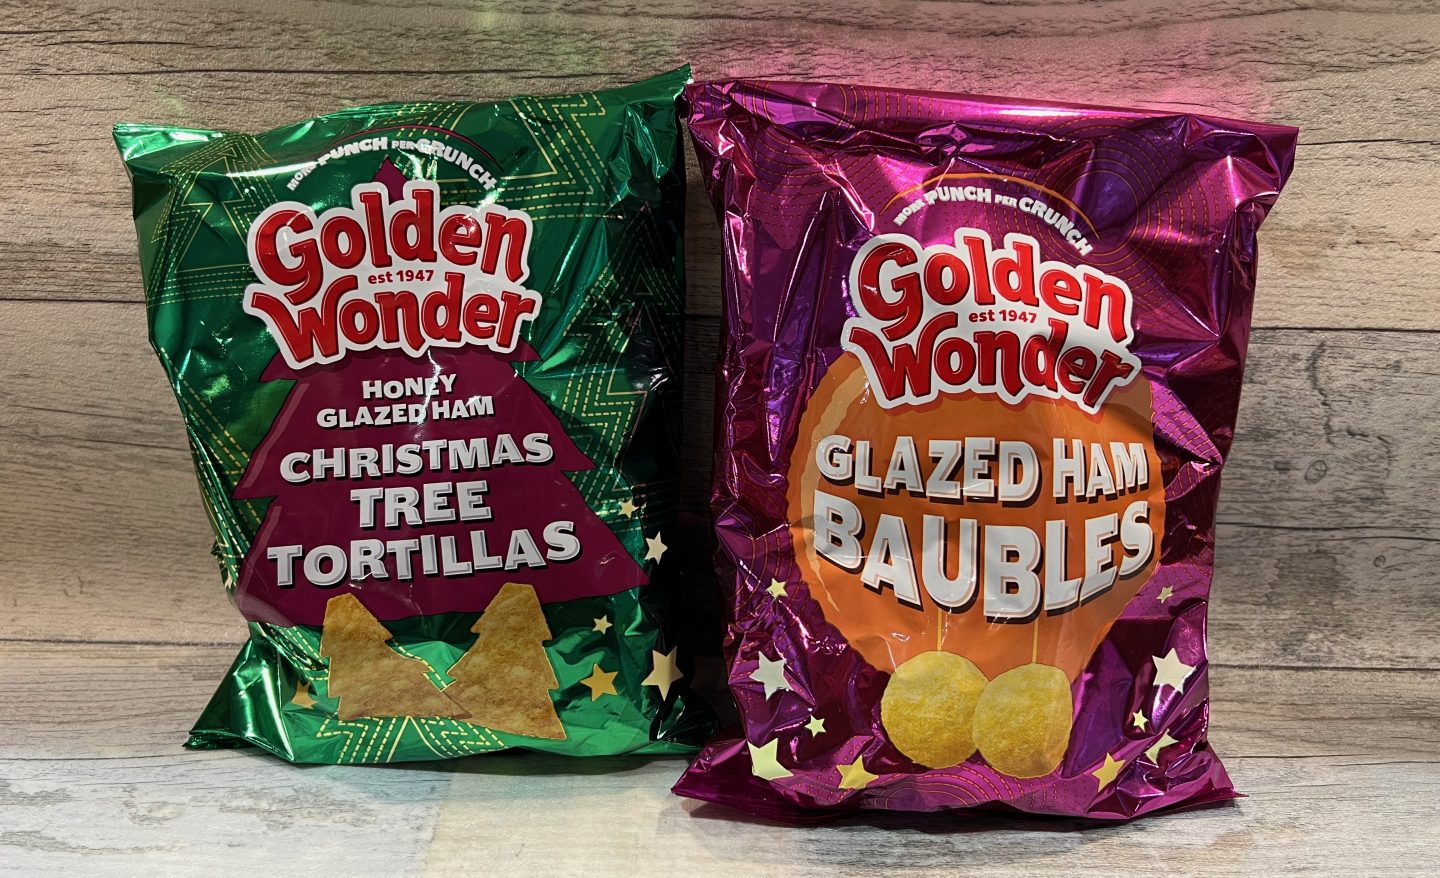 MORE PUNCH PER CRUNCH
Golden
est 1947
Wonder
HONEY
GLAZED HAM
CHRISTMAS
TREE
TORTILLAS
MORE PUNCH PER CRUNCH
Golden
est 1947
Wonder
GLAZED HAM
BAUBLES